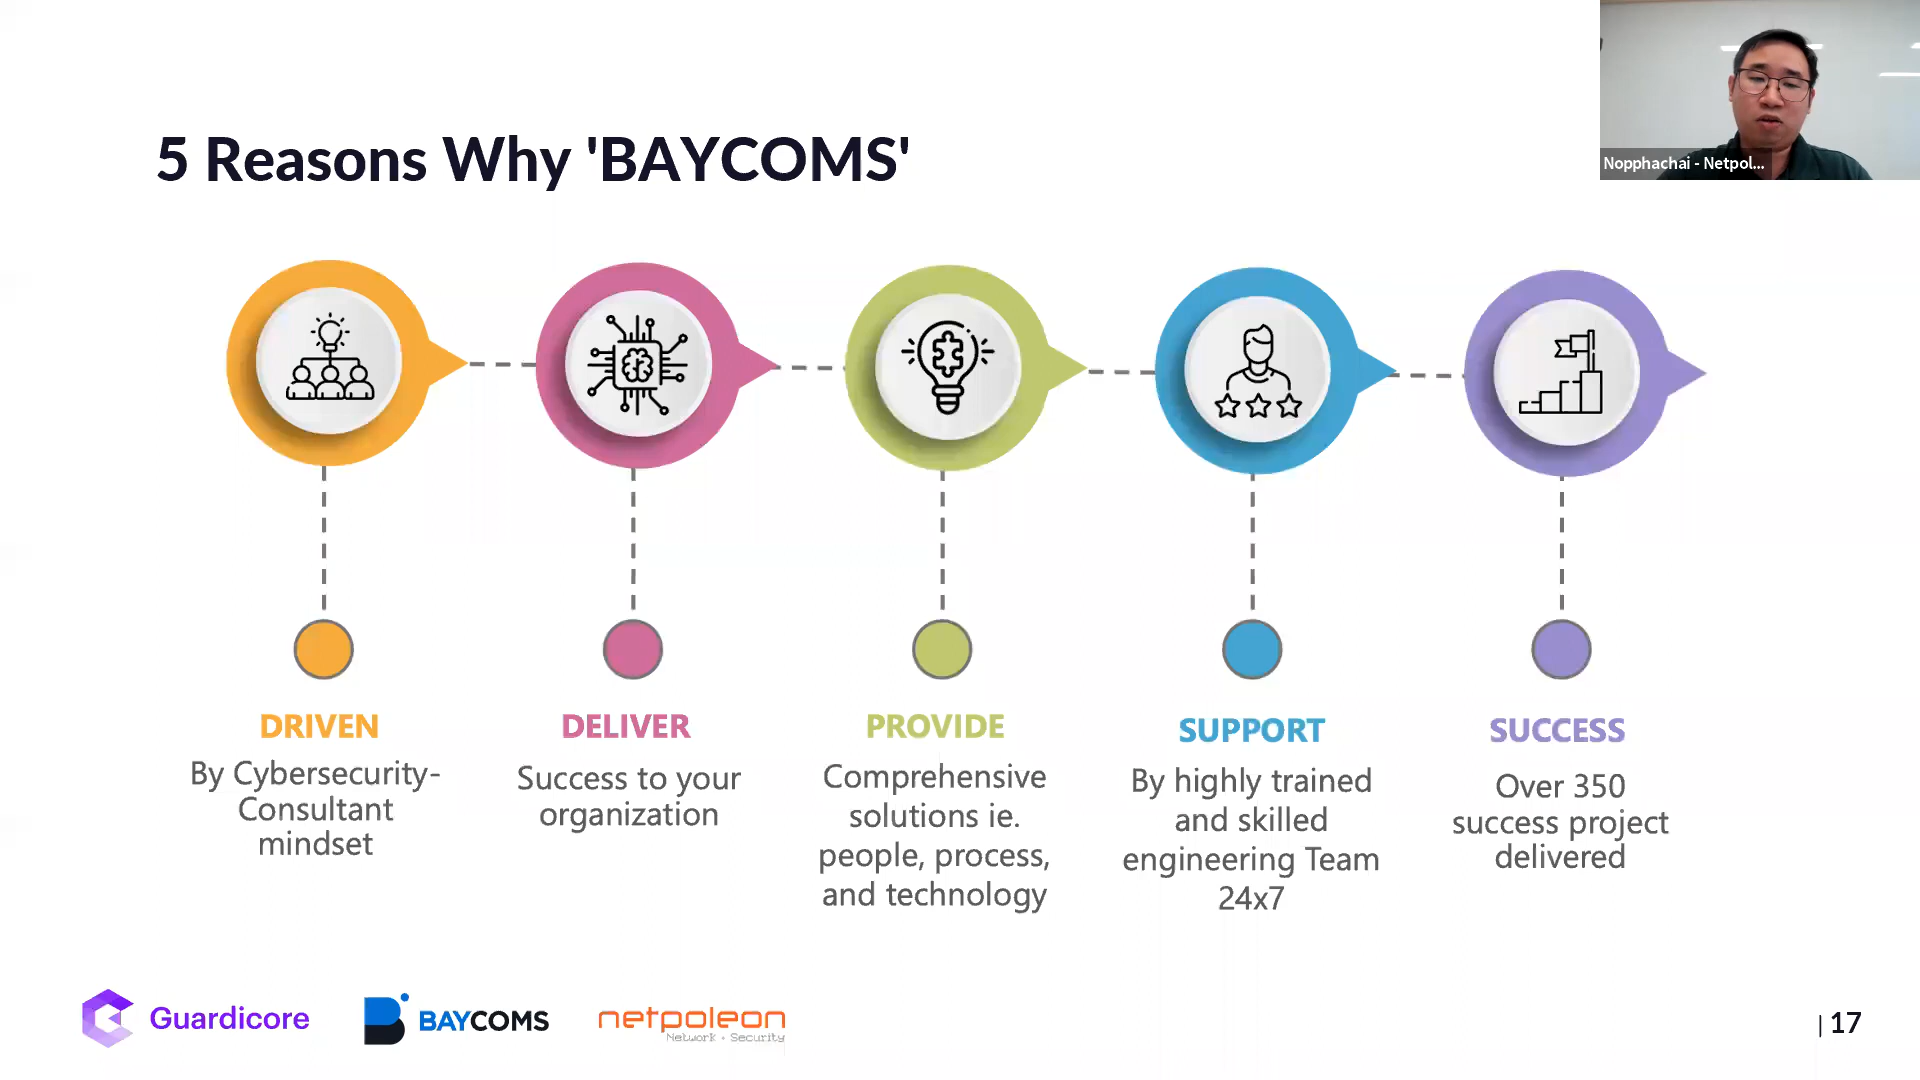 5 Reasons Why 'BAYCOMS'
Nopphachai - Netpol...
DRIVEN
By Cybersecurity-
Consultant
mindset
DELIVER
Success to your
organization
PROVIDE
Comprehensive
solutions ie.
people, process,
and technology
SUPPORT
By highly trained
and skilled
engineering Team
24x7
SUCCESS
Over 350
success project
delivered
Guardicore
BAYCOMS
netpoleon
Network + Security
| 17